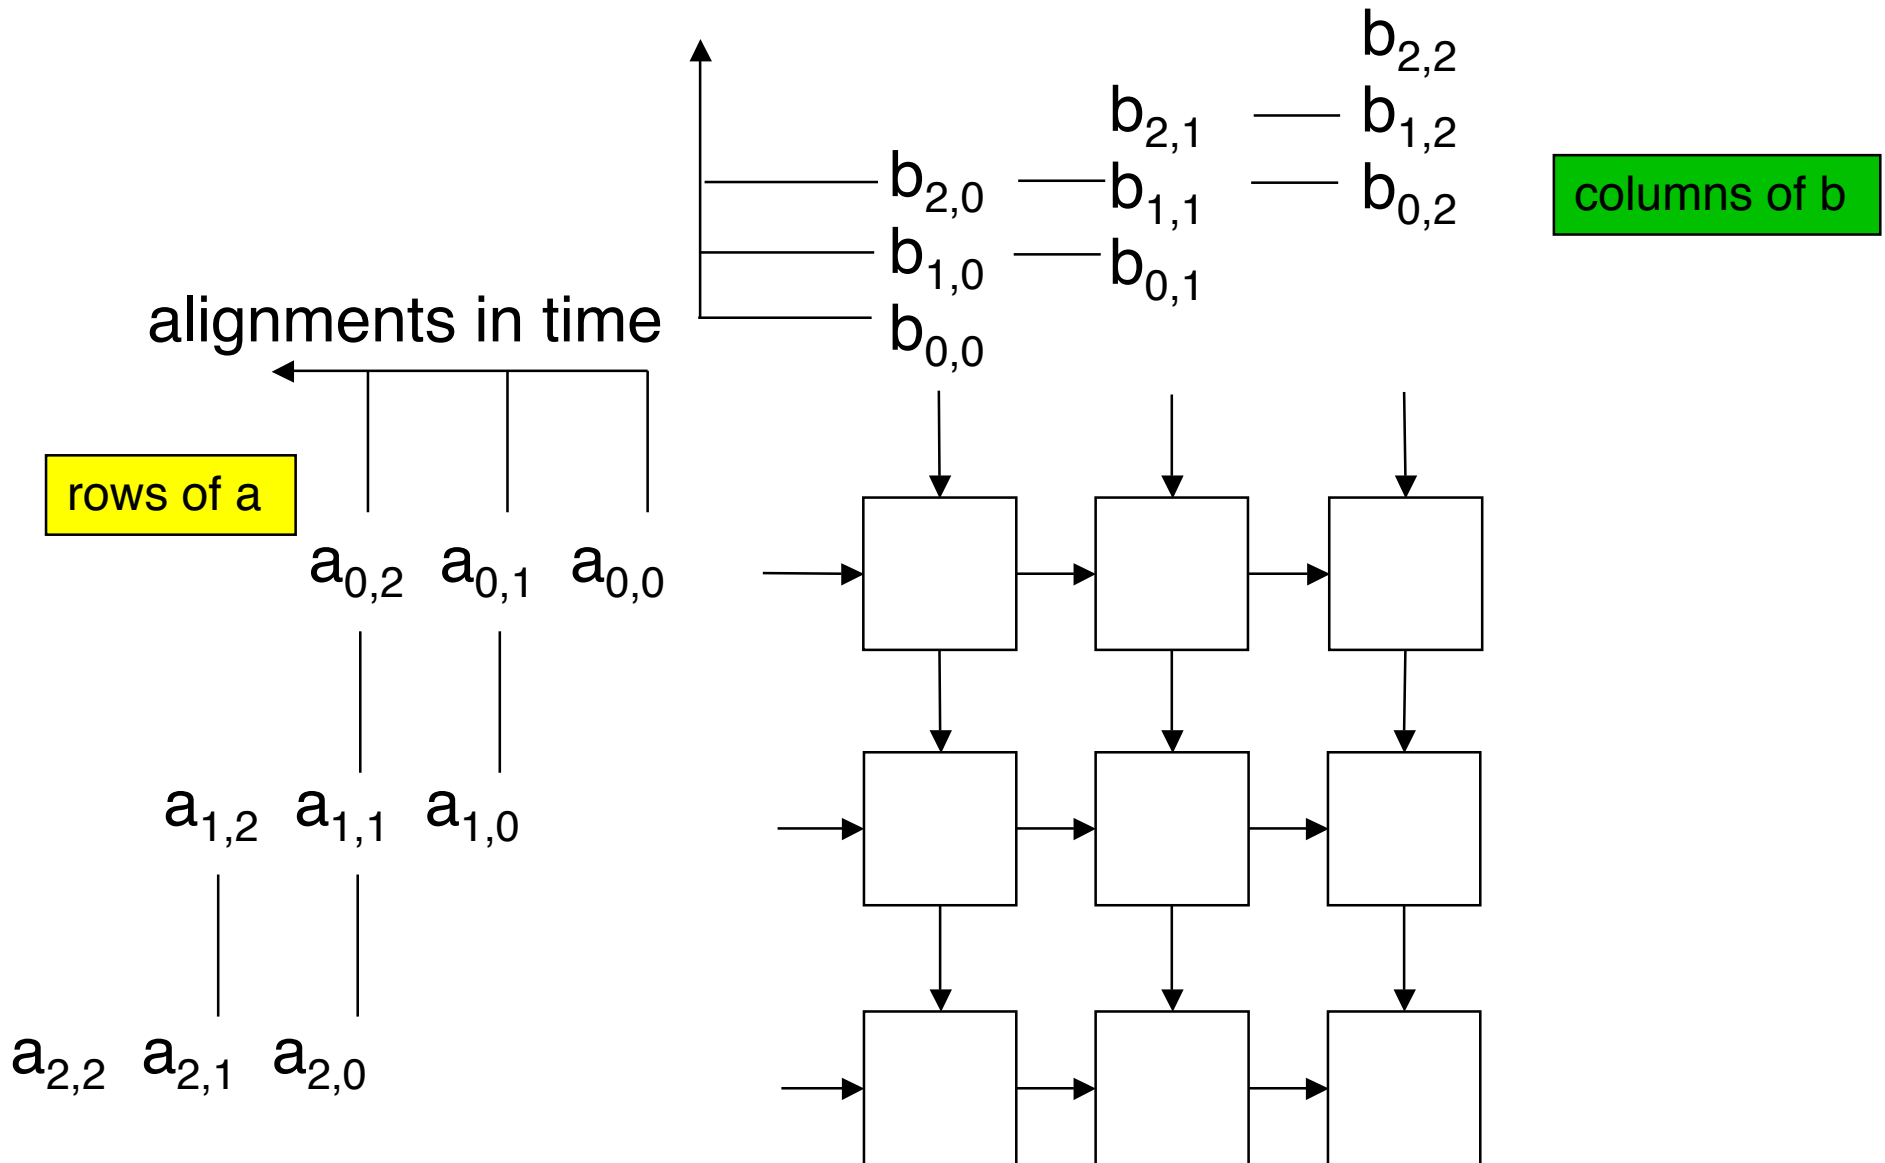 b2,2
b2,1 b1,2
b2,0 b1,1 b0,2
columns of b
b1,0 b0,1
alignments in time
b0,0
rows of a
a0,2 a0,1 a0,0
a1,2 a1,1 a1,0
a2,2 a2,1 a2,0